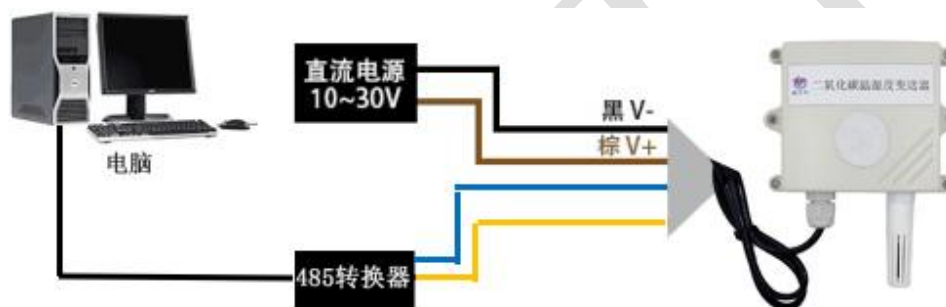 直流电源
10~30V
黑 V-
棕 V+
二氧化碳温湿度变送器
电脑
485转换器